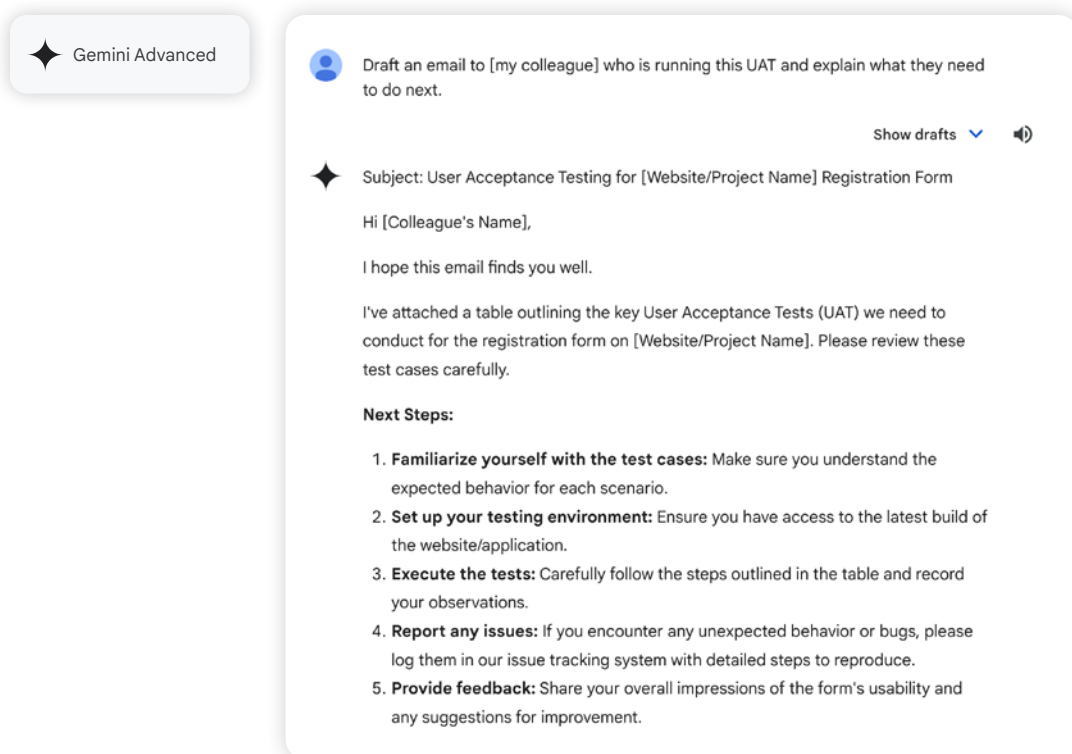 Gemini Advanced
Draft an email to [my colleague] who is running this UAT and explain what they need
to do next.
Show drafts
Subject: User Acceptance Testing for [Website/Project Name] Registration Form
Hi [Colleague's Name],
I hope this email finds you well.
I've attached a table outlining the key User Acceptance Tests (UAT) we need to
conduct for the registration form on [Website/Project Name]. Please review these
test cases carefully.
Next Steps:
1. Familiarize yourself with the test cases: Make sure you understand the
expected behavior for each scenario.
2. Set up your testing environment: Ensure you have access to the latest build of
the website/application.
3. Execute the tests: Carefully follow the steps outlined in the table and record
your observations.
4. Report any issues: If you encounter any unexpected behavior or bugs, please
log them in our issue tracking system with detailed steps to reproduce.
5. Provide feedback: Share your overall impressions of the form's usability and
any suggestions for improvement.